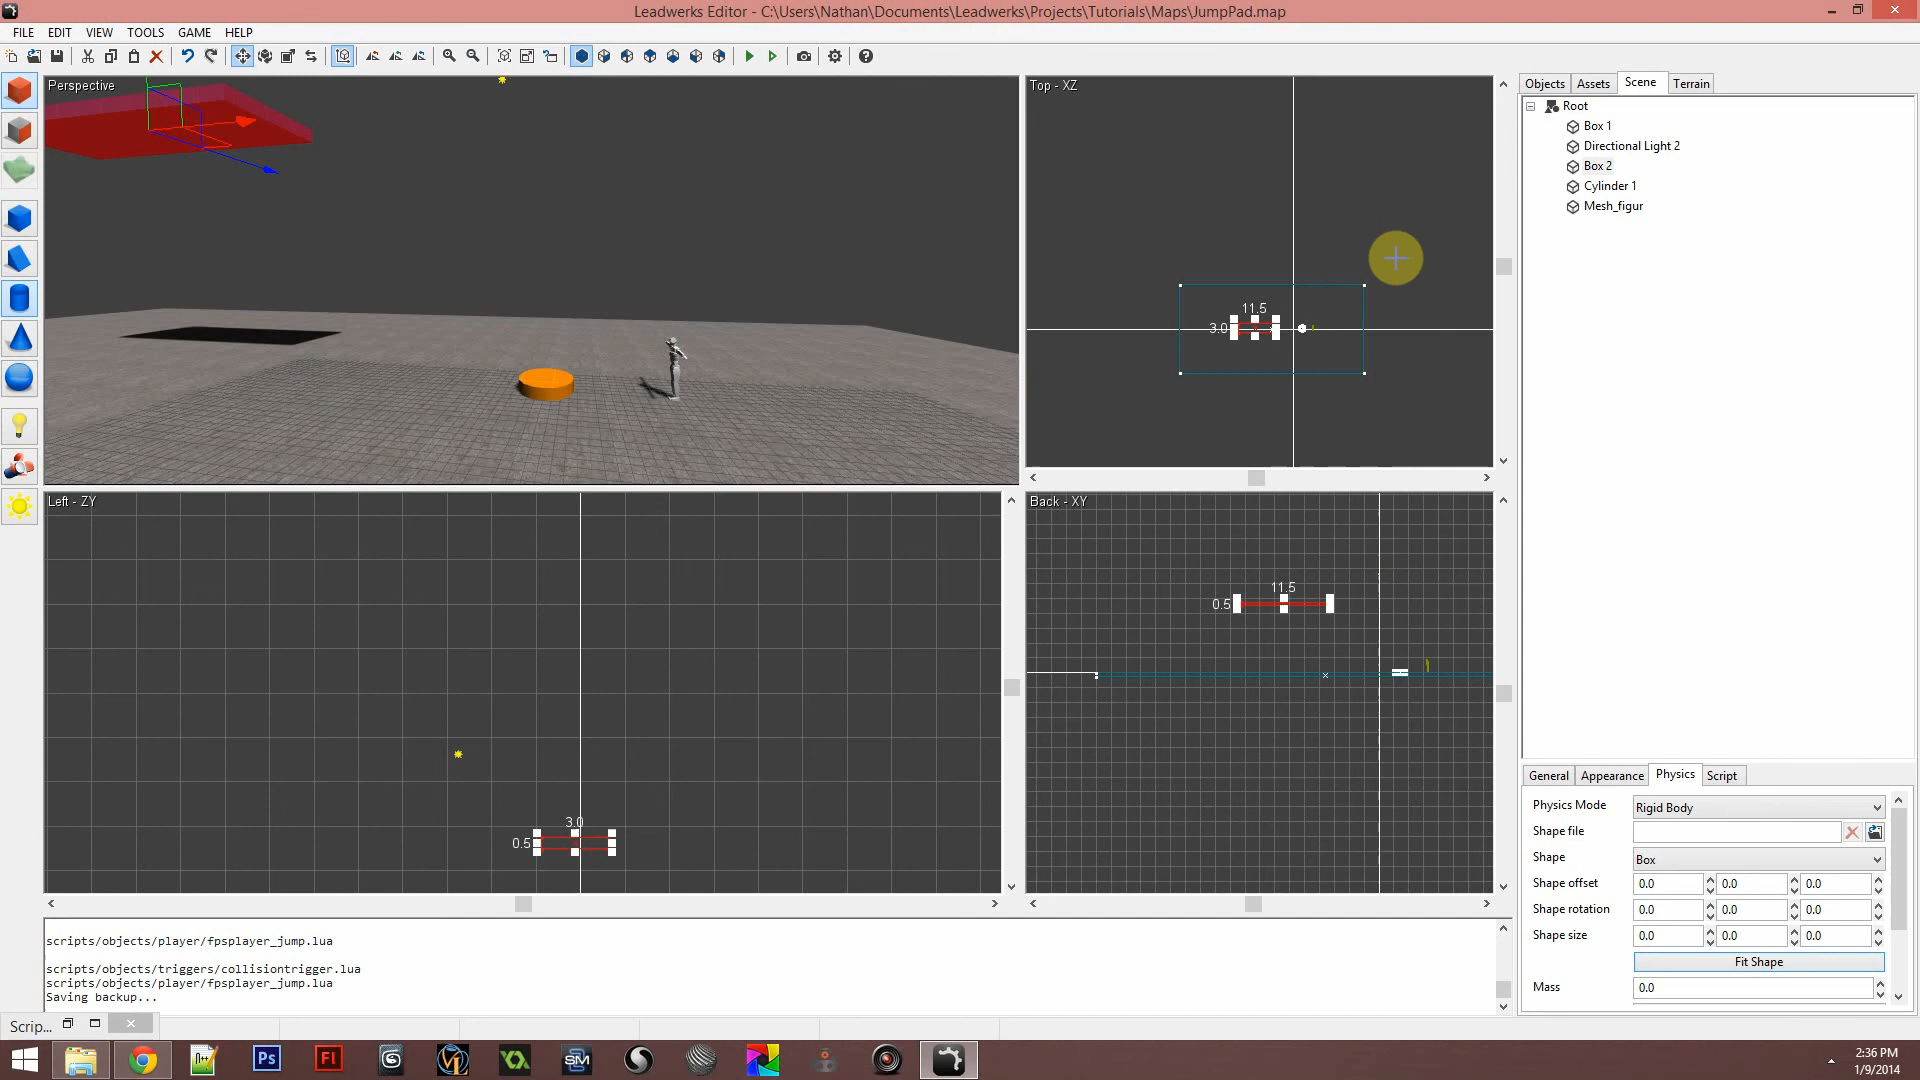 Leadwerks Editor - C:\Users\Nathan\Documents\Leadwerks\Projects\Tutorials\Maps\JumpPad.map
FILE EDIT VIEW TOOLS GAME HELP
Perspective
Top - XZ
11.5
3.0
Left - ZY
3.0
0.5
Back - XY
11.5
0.5
Objects Assets Scene Terrain
Root
Box 1
Directional Light 2
Box 2
Cylinder 1
Mesh_figur
General Appearance Physics Script
Physics Mode Rigid Body
Shape file
Shape Box
Shape offset 0.0 0.0 0.0
Shape rotation 0.0 0.0 0.0
Shape size 0.0 0.0 0.0
Fit Shape
Mass 0.0
scripts/objects/player/fpsplayer_jump.lua
scripts/objects/triggers/collisiontrigger.lua
scripts/objects/player/fpsplayer_jump.lua
Saving backup...
Scrip...
Ps Fl SM
2:36 PM
1/9/2014